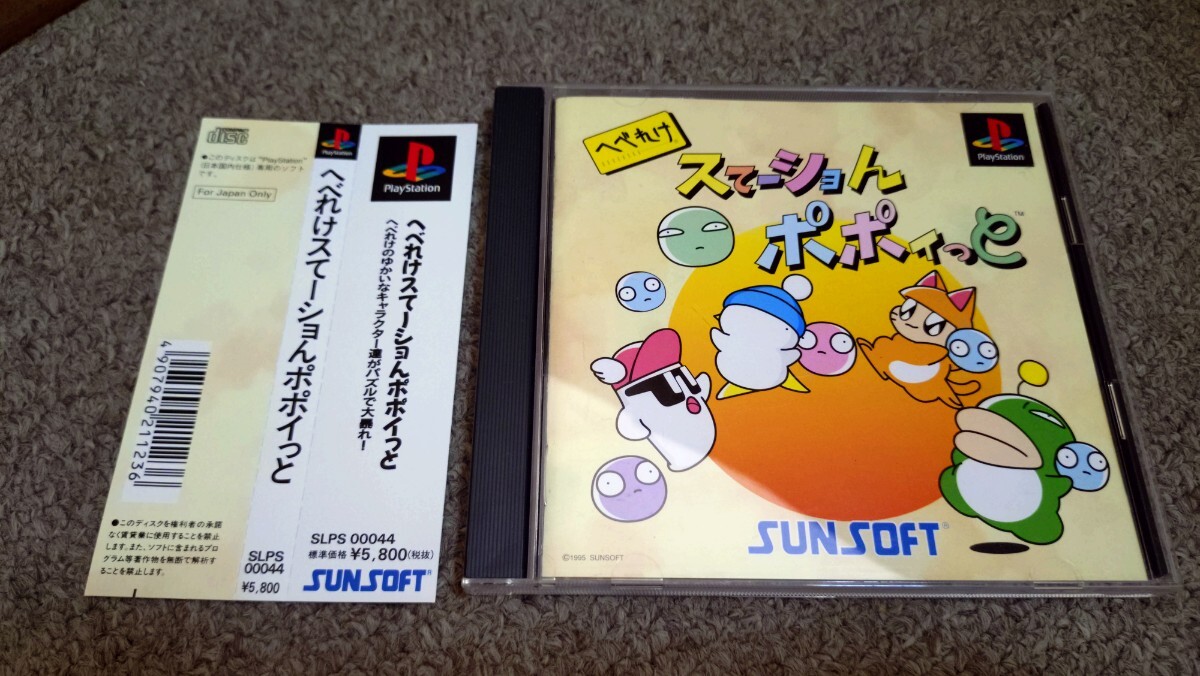 disc
●このディスクは“PlayStation”
(日本国内仕様)専用のソフト
です。
For Japan Only
4 907940 211236
●このディスクを権利者の承諾
なく賃貸業に使用することを禁止
します。また、ソフトに含まれるプログ
ラム等著作物を無断で解析す
ることを禁止します。
PlayStation
へべれけステーションポポイっと
SLPS
00044
¥5,800
PlayStation
へべれけステーションポポイっと
へべれけのゆかいなキャラクター達がパズルで大暴れ!
SLPS 00044
標準価格 ¥5,800(税抜)
SUNSOFT®
へべれけ
スてーショん
ポポイっと™
PlayStation
SUNSOFT®
©1995 SUNSOFT